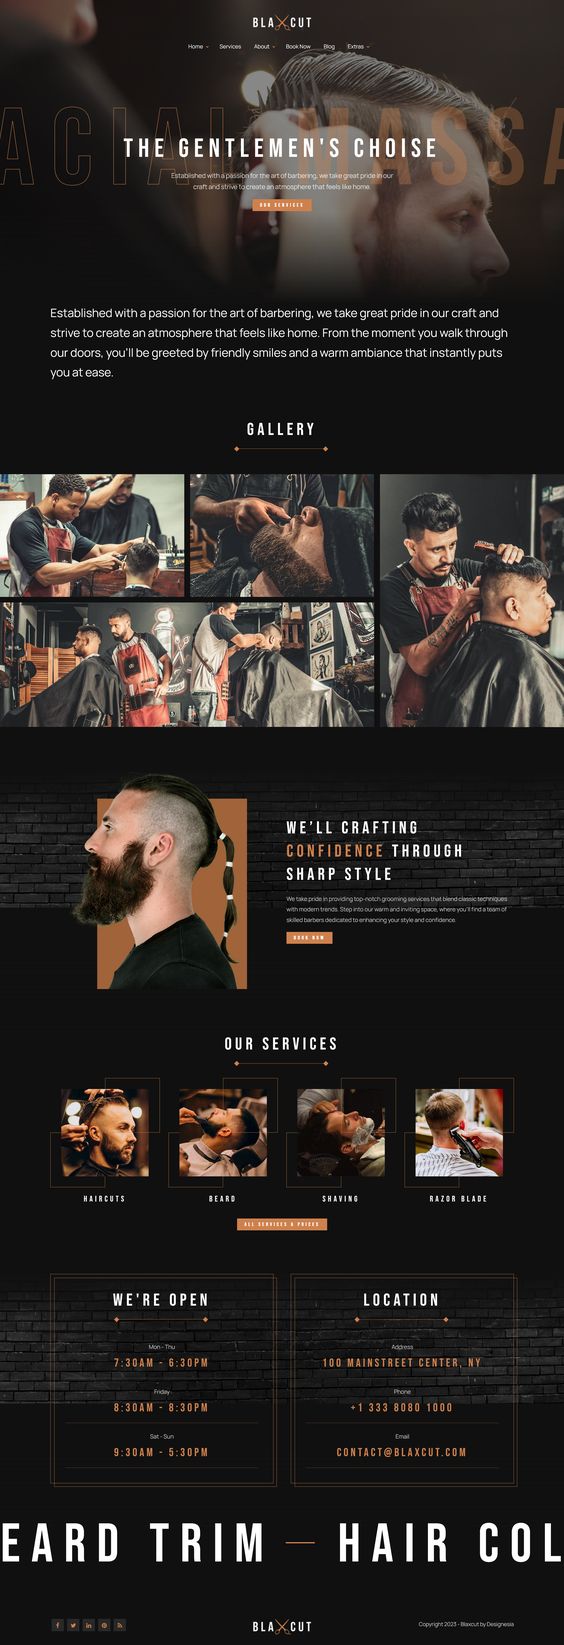 BLAXCUT
Home Services About Book Now Blog Extras
ACIAL MASSA
THE GENTLEMEN'S CHOISE
Established with a passion for the art of barbering, we take great pride in our
craft and strive to create an atmosphere that feels like home.
OUR SERVICES
Established with a passion for the art of barbering, we take great pride in our craft and
strive to create an atmosphere that feels like home. From the moment you walk through
our doors, you'll be greeted by friendly smiles and a warm ambiance that instantly puts
you at ease.
GALLERY
WE'LL CRAFTING
CONFIDENCE THROUGH
SHARP STYLE
We take pride in providing top-notch grooming services that blend classic techniques
with modern trends. Step into our warm and inviting space, where you'll find a team of
skilled barbers dedicated to enhancing your style and confidence.
BOOK NOW
OUR SERVICES
HAIRCUTS
BEARD
SHAVING
RAZOR BLADE
ALL SERVICES & PRICES
WE'RE OPEN
Mon - Thu
7:30AM - 6:30PM
Friday
8:30AM - 8:30PM
Sat - Sun
9:30AM - 5:30PM
LOCATION
Address
100 MAINSTREET CENTER, NY
Phone
+1 333 8080 1000
Email
CONTACT@BLAXCUT.COM
EARD TRIM — HAIR COL
BLAXCUT
Copyright 2023 - Blaxcut by Designesia